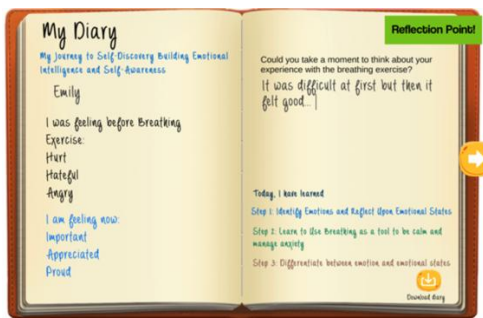 My Diary
My Journey to Self-Discovery Building Emotional
Intelligence and Self-Awareness
Emily
I was feeling before Breathing
Exercise:
Hurt
Hateful
Angry
I am feeling now:
Important
Appreciated
Proud
Reflection Point!
Could you take a moment to think about your
experience with the breathing exercise?
It was difficult at first but then it
felt good...
Today, I have learned
Step 1: Identify Emotions and Reflect Upon Emotional States
Step 2: Learn to Use Breathing as a tool to be calm and
manage anxiety
Step 3: Differentiate between emotion and emotional states
Download diary